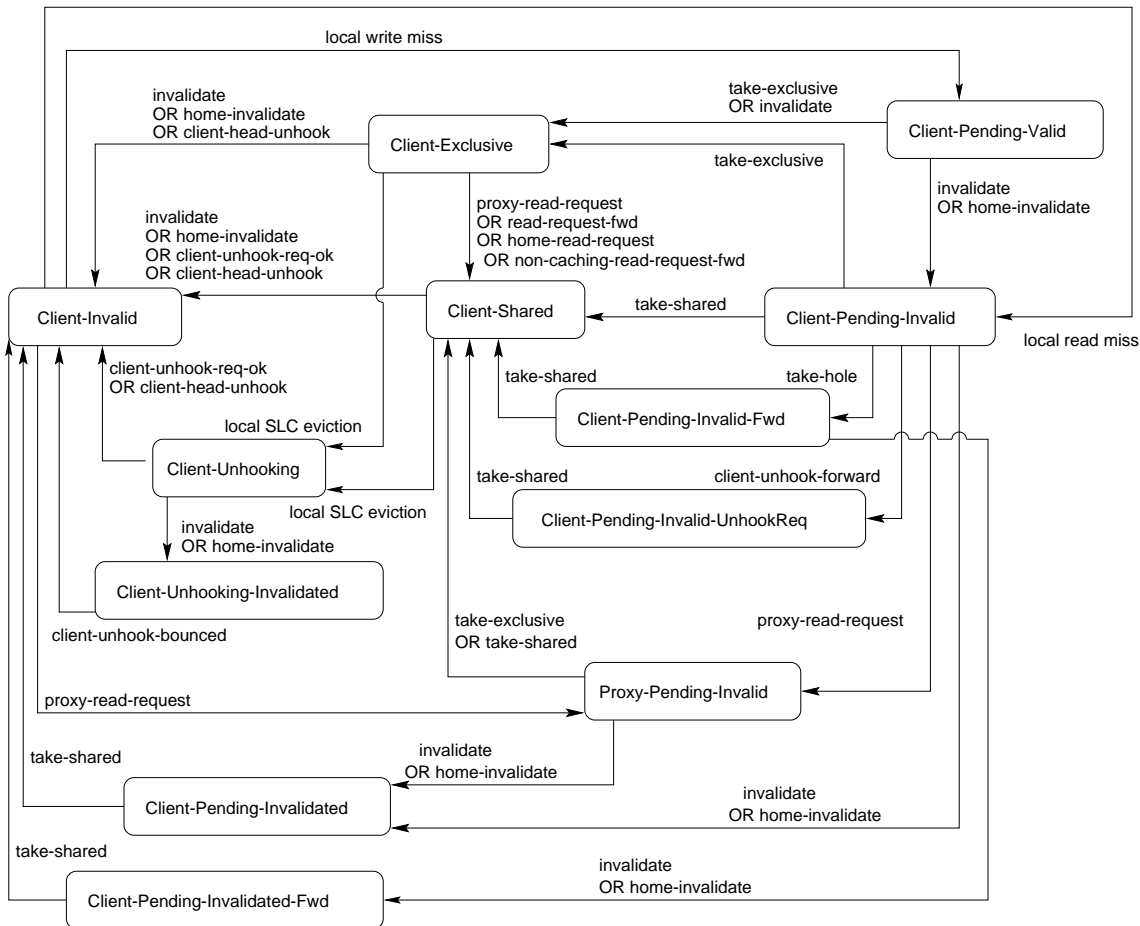 local write miss
take-exclusive
OR invalidate
invalidate
OR home-invalidate
OR client-head-unhook
Client-Exclusive
Client-Pending-Valid
take-exclusive
invalidate
OR home-invalidate
proxy-read-request
OR read-request-fwd
OR home-read-request
OR non-caching-read-request-fwd
invalidate
OR home-invalidate
OR client-unhook-req-ok
OR client-head-unhook
Client-Invalid
Client-Shared
take-shared
Client-Pending-Invalid
local read miss
client-unhook-req-ok
OR client-head-unhook
take-shared
take-hole
Client-Pending-Invalid-Fwd
local SLC eviction
Client-Unhooking
take-shared
client-unhook-forward
local SLC eviction
Client-Pending-Invalid-UnhookReq
invalidate
OR home-invalidate
Client-Unhooking-Invalidated
client-unhook-bounced
take-exclusive
OR take-shared
proxy-read-request
Proxy-Pending-Invalid
proxy-read-request
take-shared
invalidate
OR home-invalidate
Client-Pending-Invalidated
invalidate
OR home-invalidate
take-shared
invalidate
OR home-invalidate
Client-Pending-Invalidated-Fwd